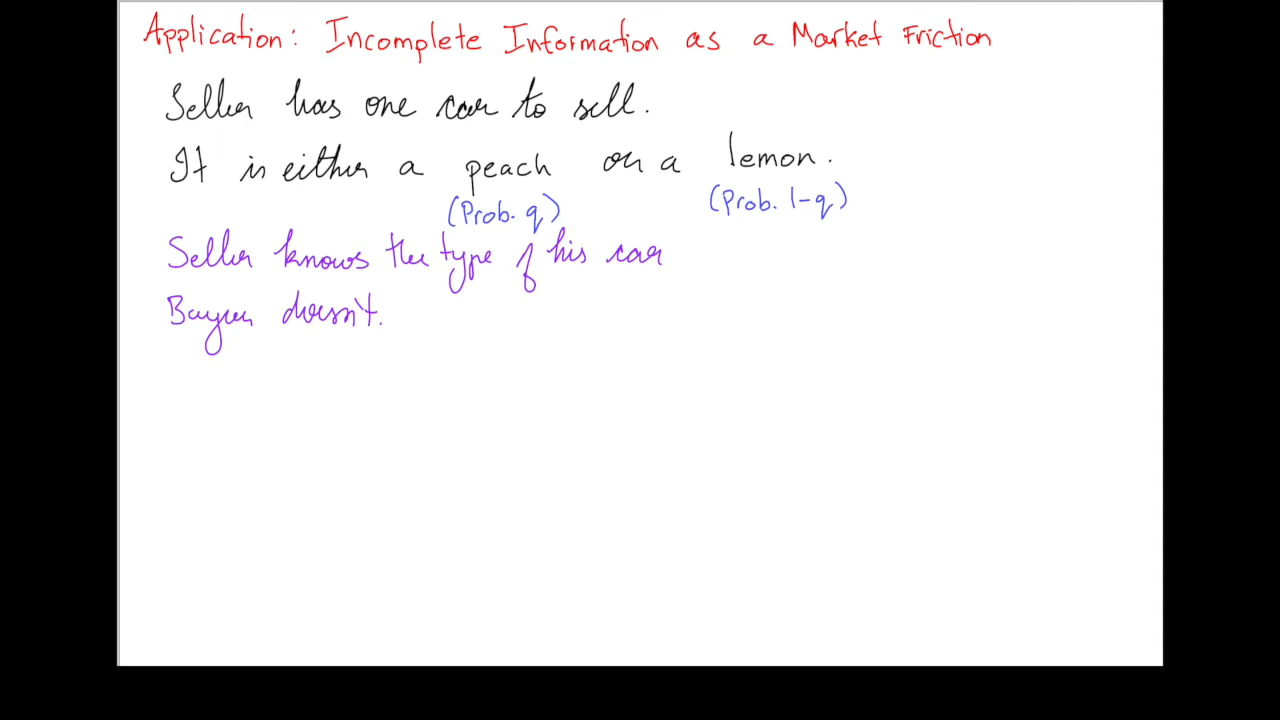 Application: Incomplete Information as a Market Friction
Seller has one car to sell.
It is either a peach or a lemon.
(Prob. q) (Prob. 1-q)
Seller knows the type of his car
Buyer doesn't.